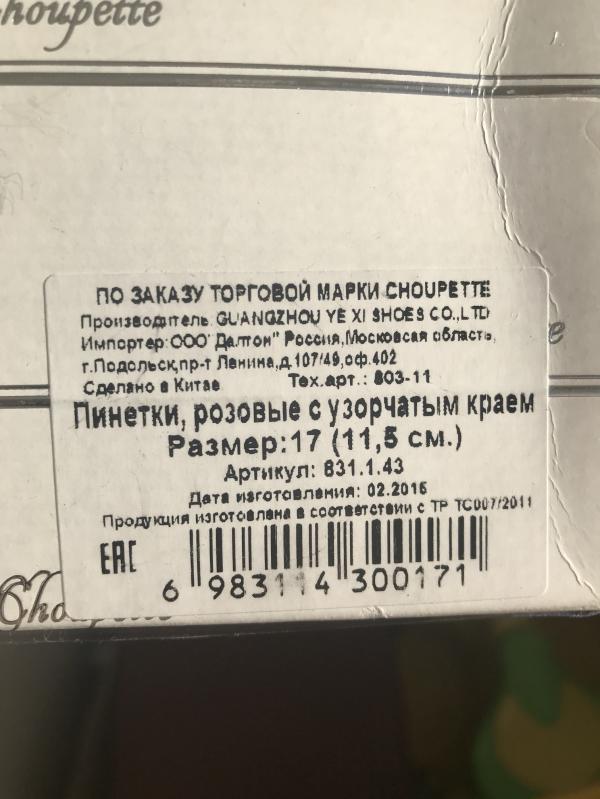 Choupette
ПО ЗАКАЗУ ТОРГОВОЙ МАРКИ CHOUPETTE
Производитель: GUANGZHOU YE XI SHOES CO.,LTD
Импортер:ООО"Далтон" Россия,Московская область,
г.Подольск,пр-т Ленина,д.107/49,оф.402
Сделано в Китае Тех.арт.: 803-11
Пинетки, розовые с узорчатым краем
Размер:17 (11,5 см.)
Артикул: 831.1.43
Дата изготовления: 02.2015
Продукция изготовлена в соответствии с ТР ТС007/2011
EAC
6 983114 300171